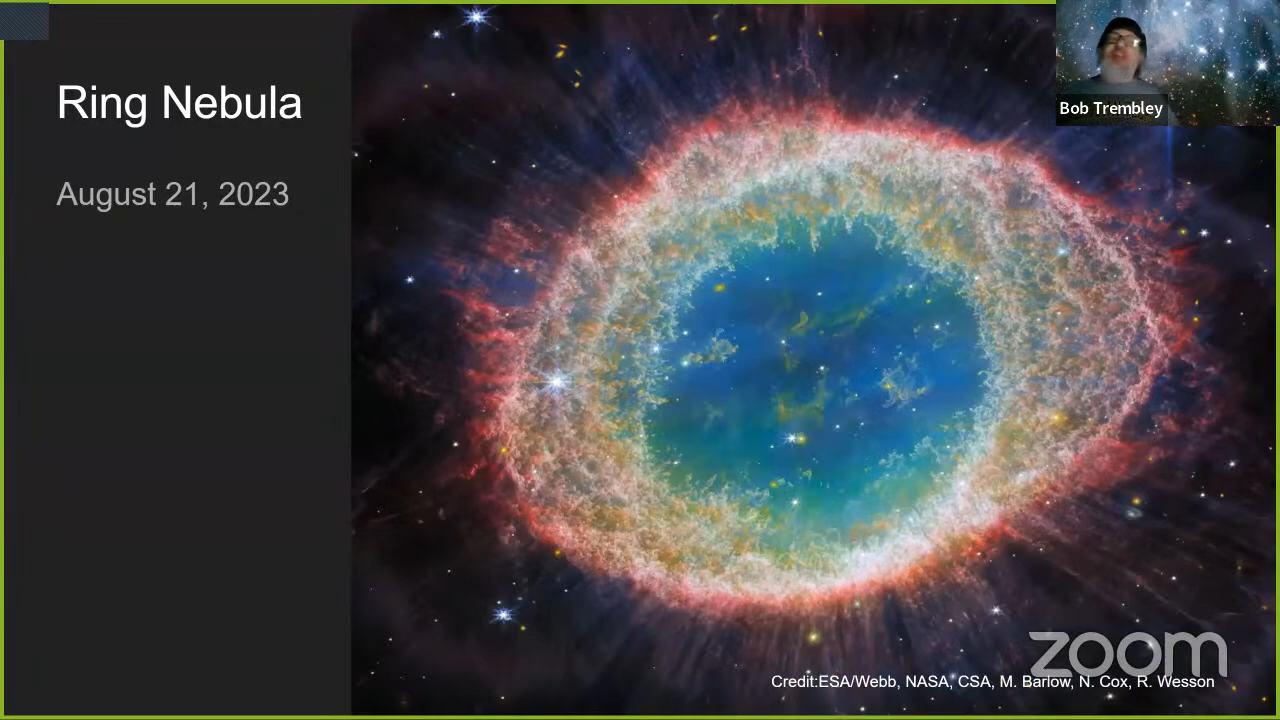 Ring Nebula
August 21, 2023
Bob Trembley
zoom
Credit:ESA/Webb, NASA, CSA, M. Barlow, N. Cox, R. Wesson